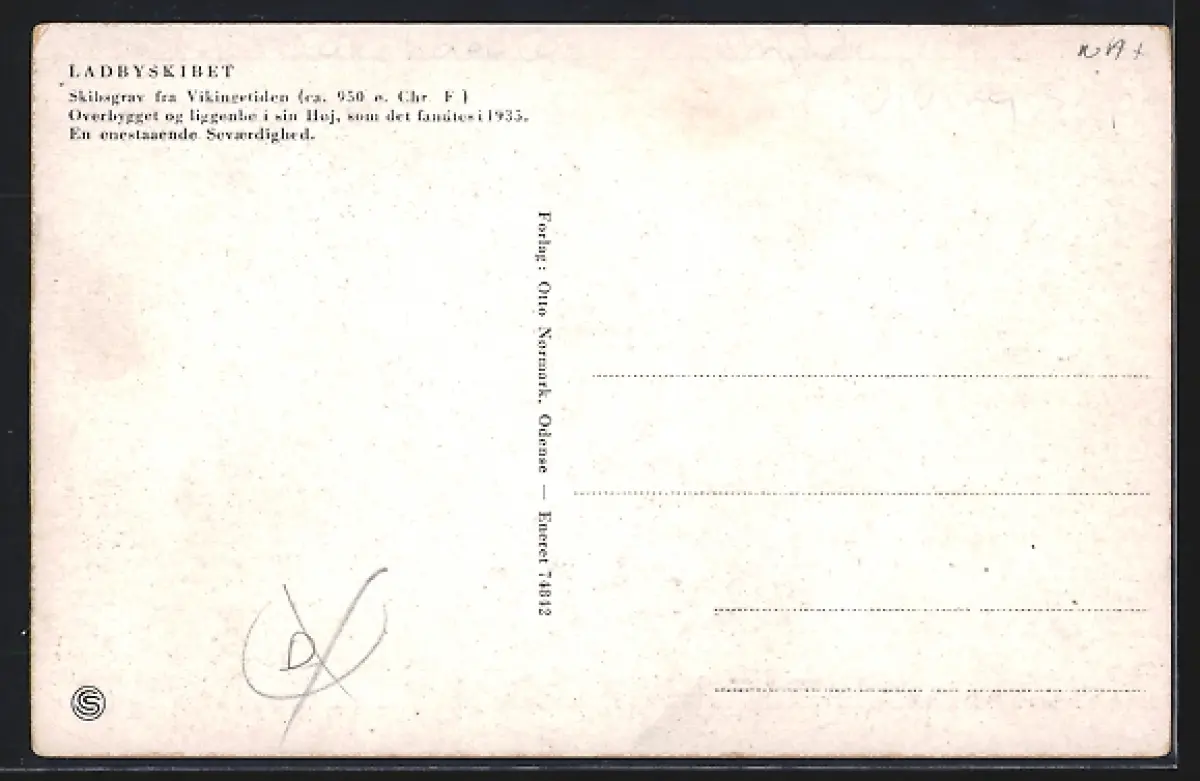 LADBYSKIBET
Skibsgrav fra Vikingetiden (ca. 950 e. Chr. F.)
Overbygget og liggende i sin Høj, som det fandtes i 1935.
En enestaaende Seværdighed.
Forlag: Otto Normark, Odense — Eneret 74842
D